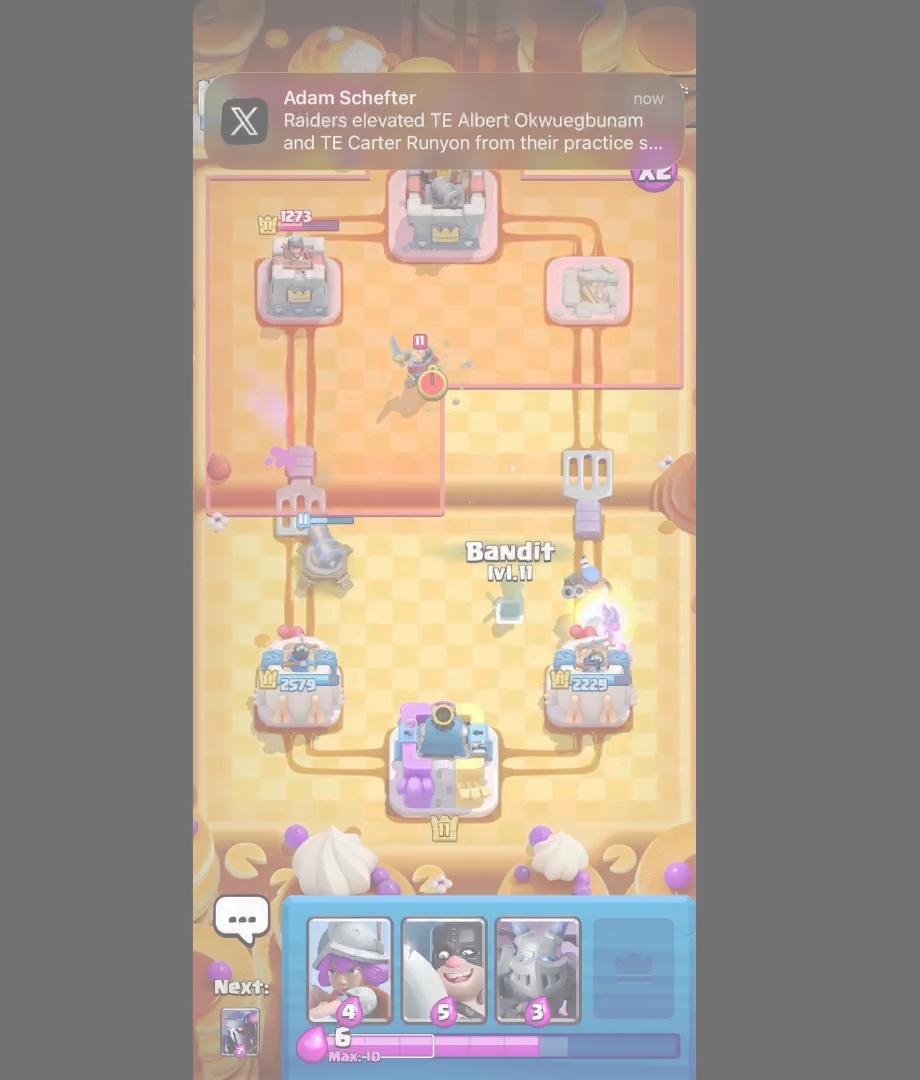 Adam Schefter now
Raiders elevated TE Albert Okwuegbunam
and TE Carter Runyon from their practice s...
x2
1273
11
11
Bandit
lvl.11
2579
2229
11
Next:
4
5
3
7
6
Max:-10